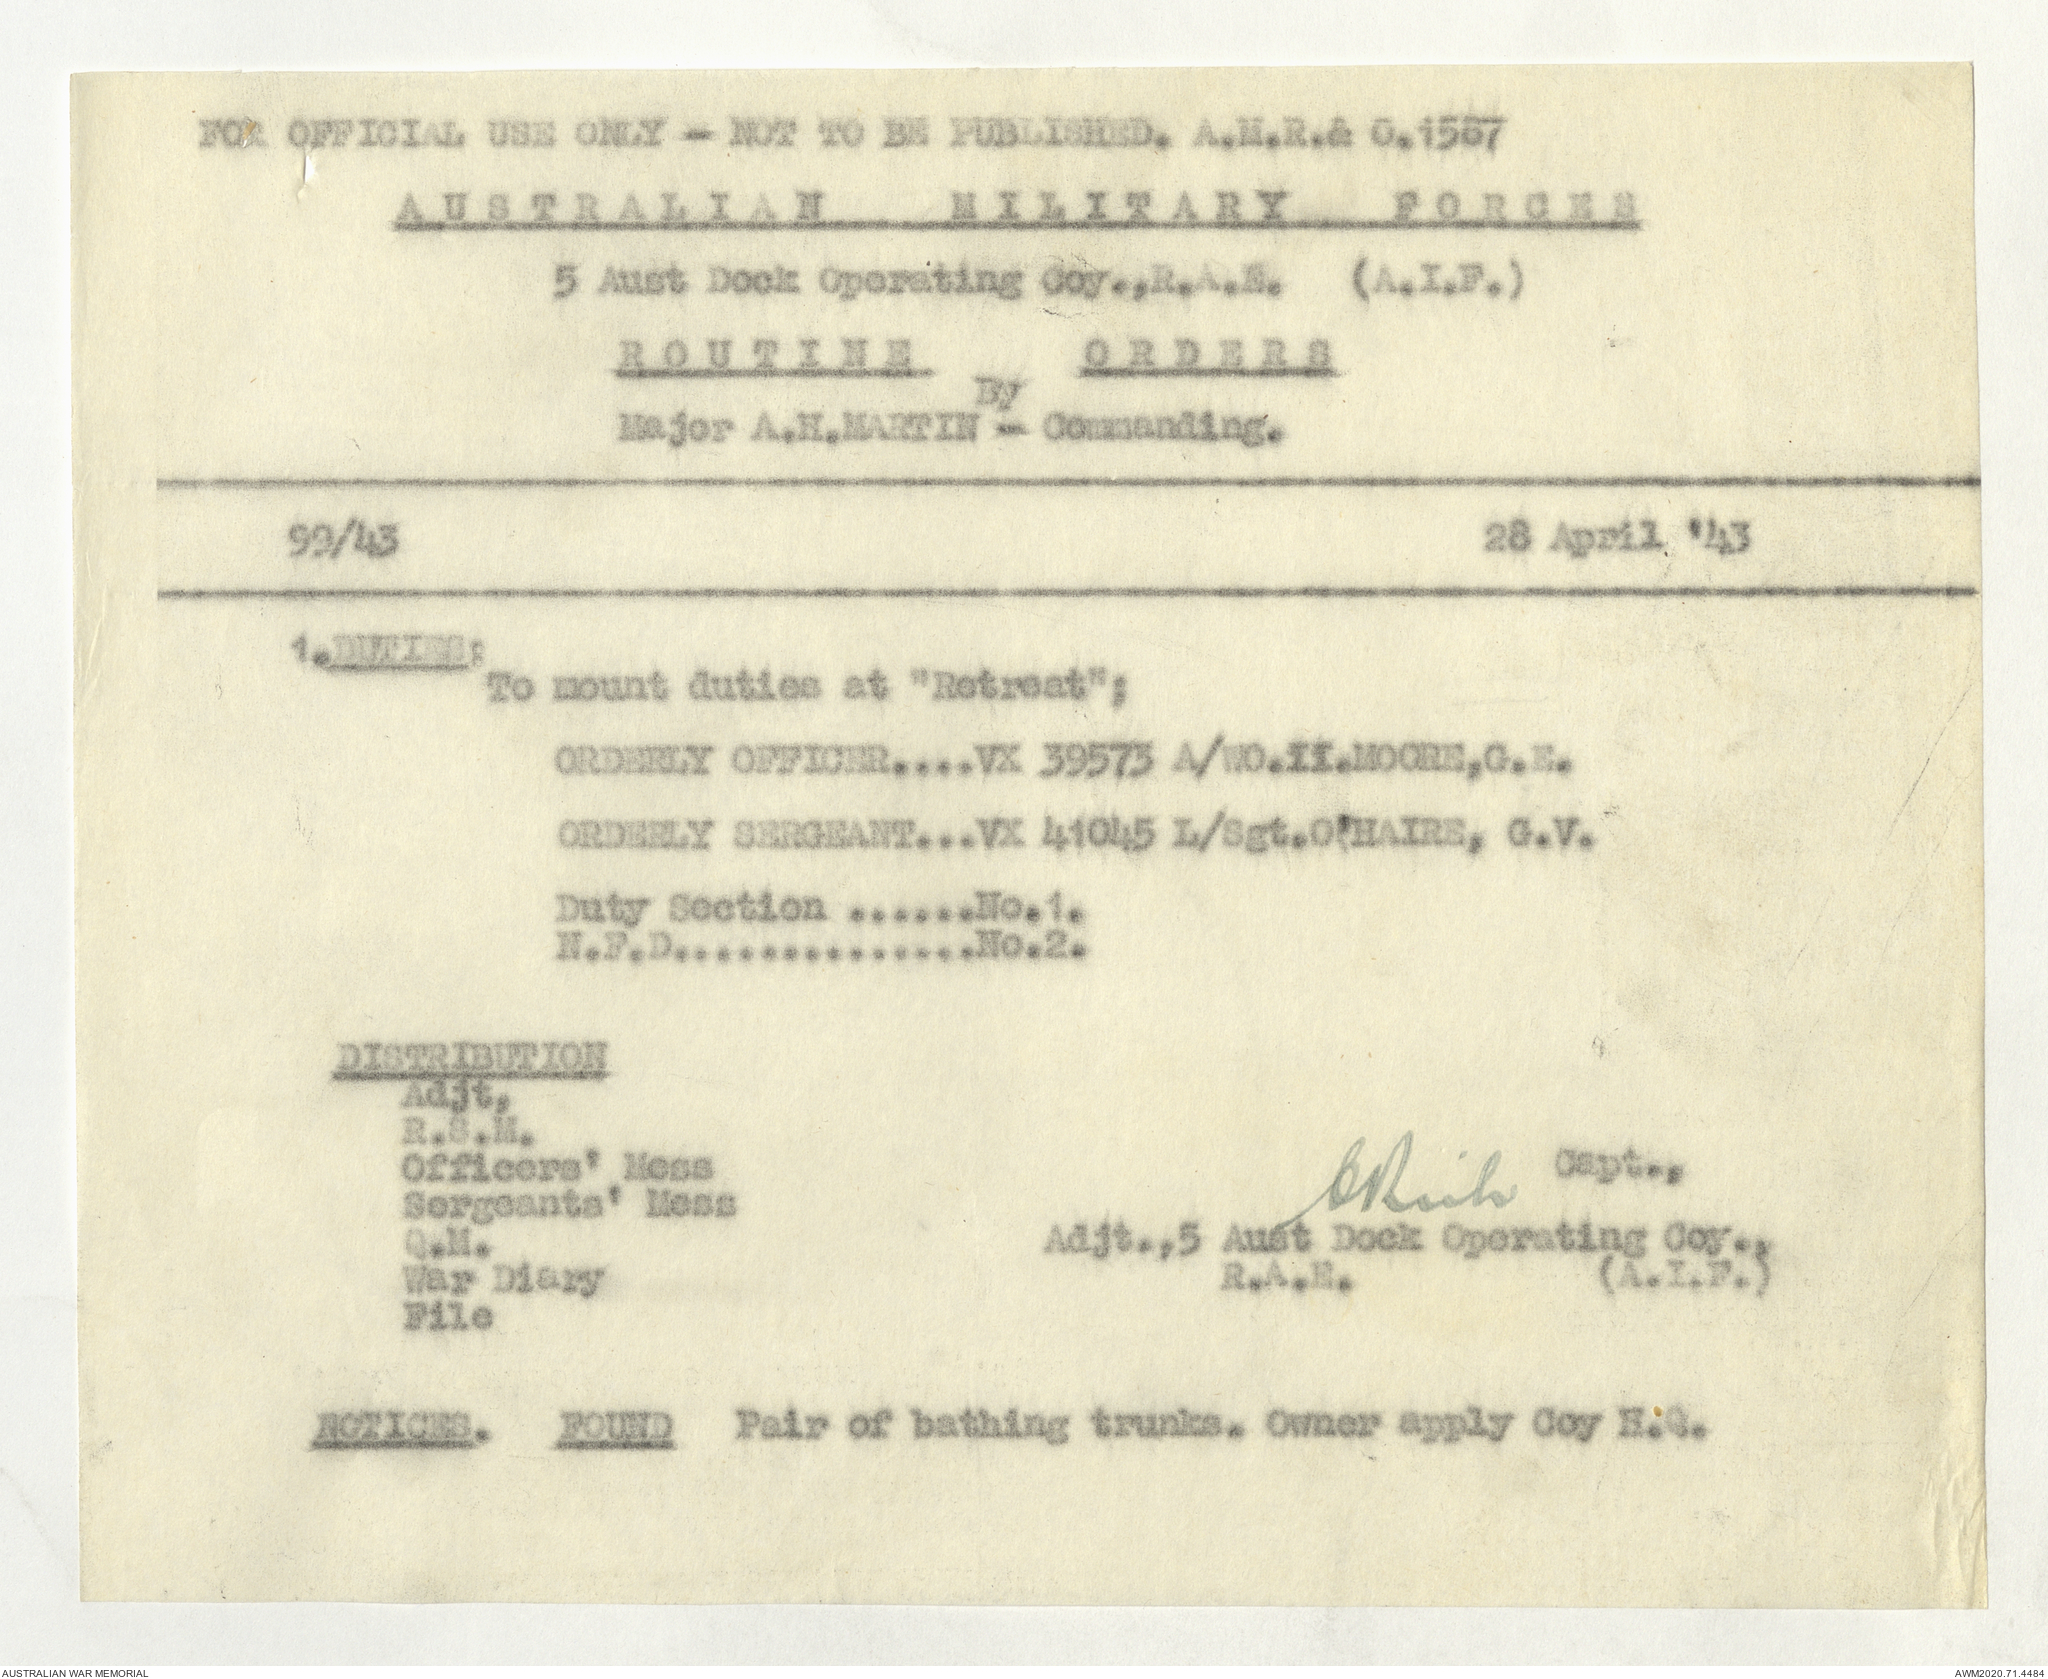 FOR OFFICIAL USE ONLY - NOT TO BE PUBLISHED. A.M.R.& O.1587
AUSTRALIAN MILITARY FORCES
5 Aust Dock Operating Coy.,R.A.E. (A.I.F.)
ROUTINE ORDERS
By
Major A.H.MARTIN - Commanding.
99/43 28 April '43
1.DUTIES:
To mount duties at "Retreat";
ORDERLY OFFICER....VX 39573 A/WO.II.MOORE,G.E.
ORDERLY SERGEANT...VX 41045 L/Sgt.O'HAIRE, G.V.
Duty Section ......No.1.
N.F.D..............No.2.
DISTRIBUTION
Adjt,
R.S.M.
Officers' Mess
Sergeants' Mess
Q.M.
War Diary
File
Capt.,
Adjt.,5 Aust Dock Operating Coy.,
R.A.E. (A.I.F.)
NOTICES. FOUND Pair of bathing trunks. Owner apply Coy H.Q.
AUSTRALIAN WAR MEMORIAL
AWM2020.71.4484